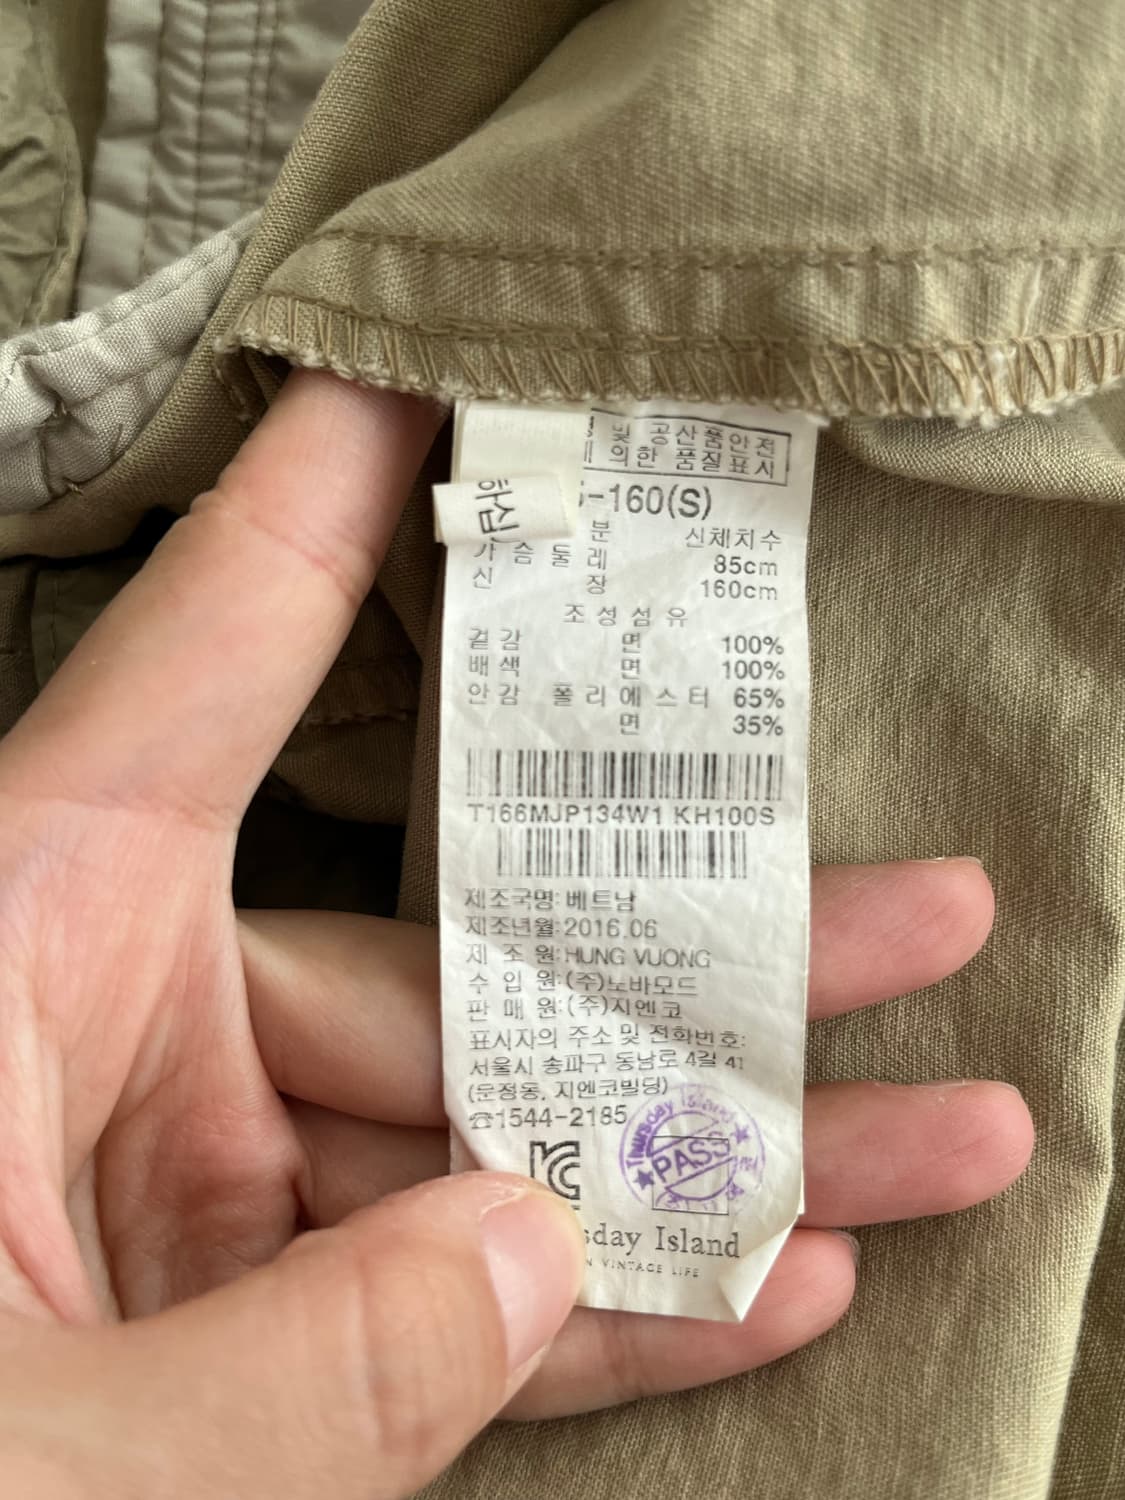 및 공산품안전
의한 품질표시
-160(S)
하십
분 신체치수
가슴둘레 85cm
신장 160cm
조성섬유
겉감 면 100%
배색 면 100%
안감 폴리에스터 65%
면 35%
T166MJP134W1 KH100S
제조국명: 베트남
제조년월: 2016.06
제 조 원: HUNG VUONG
수 입 원: (주)노바모드
판 매 원: (주)지엔코
표시자의 주소 및 전화번호:
서울시 송파구 동남로 4길 41
(문정동, 지엔코빌딩)
☎1544-2185
Thursday Island
PASS
sday Island
N VINTAGE LIFE